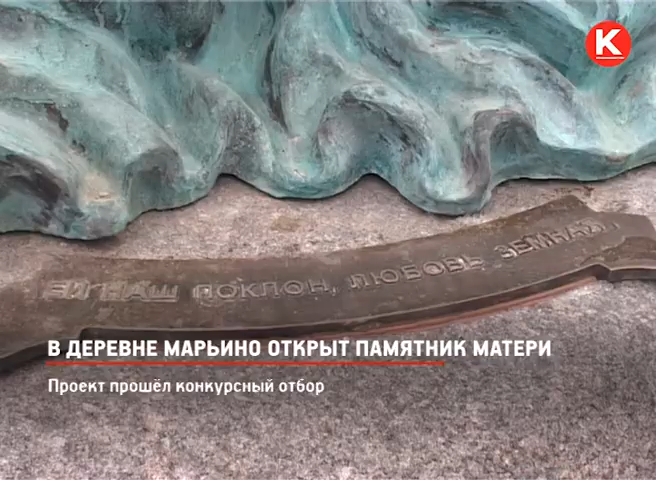 К
ЕЙ НАШ ПОКЛОН, ЛЮБОВЬ ЗЕМНАЯ
В ДЕРЕВНЕ МАРЬИНО ОТКРЫТ ПАМЯТНИК МАТЕРИ
Проект прошёл конкурсный отбор